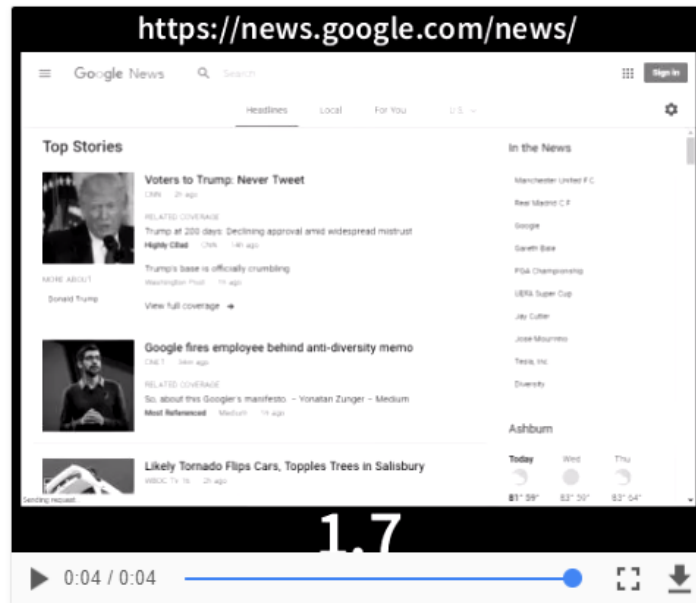 https://news.google.com/news/
Google News Search Sign in
Headlines Local For You U.S.
Top Stories
Voters to Trump: Never Tweet
CNN 2h ago
RELATED COVERAGE
Trump at 200 days: Declining approval amid widespread mistrust
Highly Cited CNN 14h ago
Trump's base is officially crumbling
Washington Post 1h ago
View full coverage →
MORE ABOUT
Donald Trump
Google fires employee behind anti-diversity memo
CNET ago
RELATED COVERAGE
So, about this Googler's manifesto. – Yonatan Zunger – Medium
Most Referenced Medium 1h ago
Likely Tornado Flips Cars, Topples Trees in Salisbury
WBOC TV 16 2h ago
Sending request
In the News
Manchester United F.C.
Real Madrid C.F.
Google
Gareth Bale
PGA Championship
UEFA Super Cup
Jay Cutler
Jose Mourinho
Tesla, Inc.
Diversity
Ashburn
Today Wed Thu
81° 59° 83° 59° 83° 64°
1.7
0:04 / 0:04